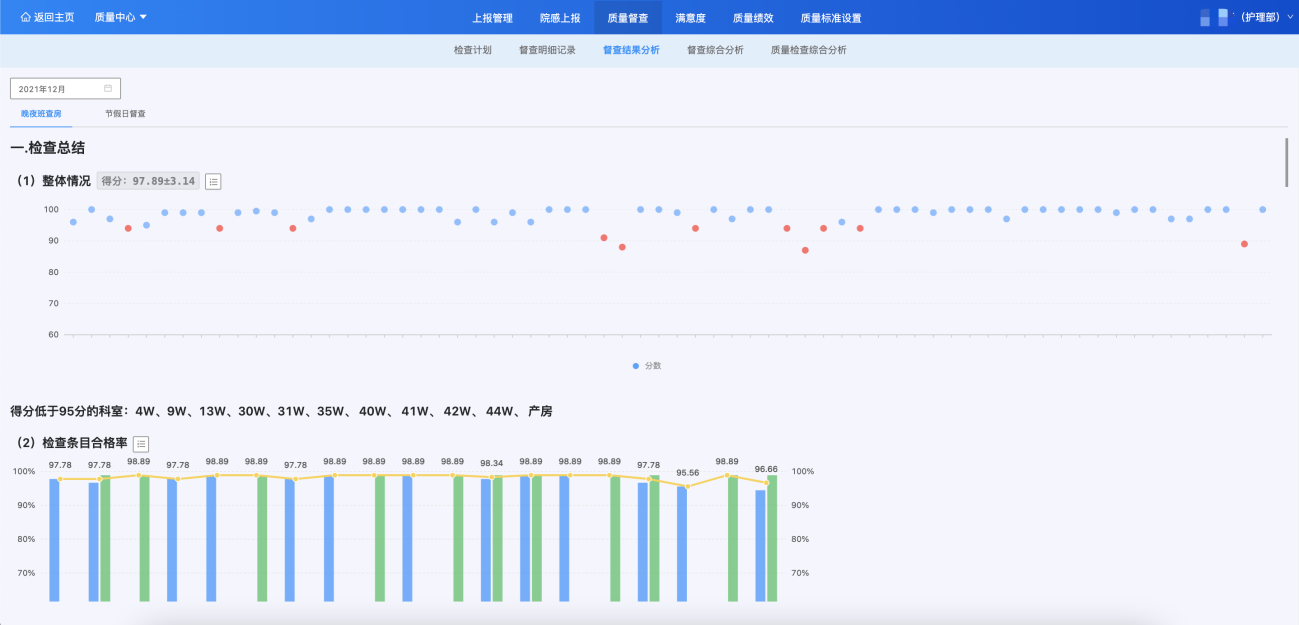 返回主页 质量中心 上报管理 院感上报 质量督查 满意度 质量绩效 质量标准设置 (护理部)
检查计划 督查明细记录 督查结果分析 督查综合分析 质量检查综合分析
2021年12月
晚夜班查房 节假日督查
一.检查总结
(1) 整体情况 得分: 97.89±3.14
100
90
80
70
60
分数
得分低于95分的科室: 4W、9W、13W、30W、31W、35W、 40W、 41W、 42W、 44W、 产房
(2) 检查条目合格率
97.78 97.78 98.89 97.78 98.89 98.89 97.78 98.89 98.89 98.89 98.89 98.34 98.89 98.89 98.89 97.78 95.56 98.89 96.66
100% 100%
90% 90%
80% 80%
70% 70%